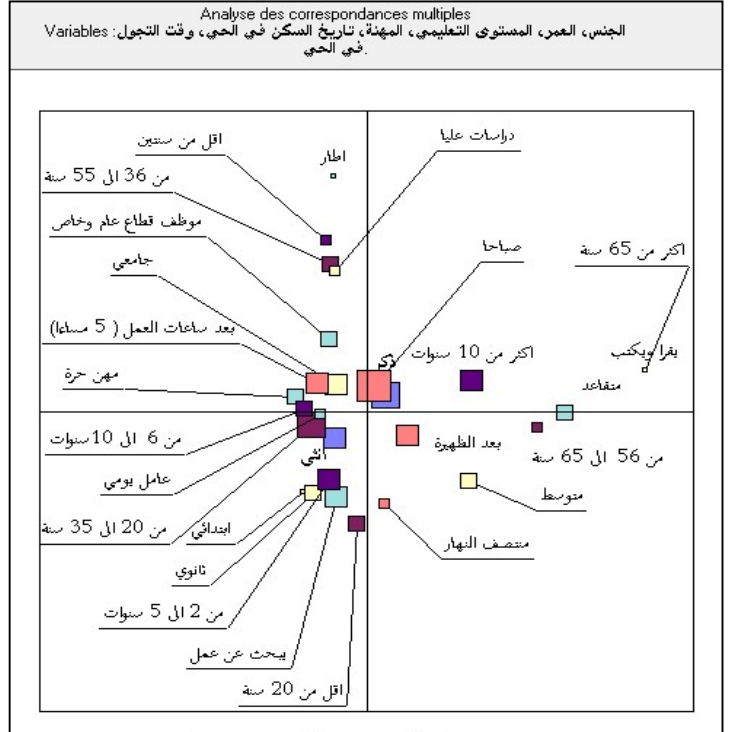 Analyse des correspondances multiples
Variables :الجنس، العمر، المستوى التعليمي، المهنة، تاريخ السكن في الحي، وقت التجول
في الحي.
اقل من سنتين
دراسات عليا
اطار
من 36 الى 55 سنة
موظف قطاع عام وخاص
صباحا
اكثر من 65 سنة
جامعي
بعد ساعات العمل ( 5 مساءا)
ذكر
اكثر من 10 سنوات
يقرا ويكتب
مهن حرة
متقاعد
من 6 الى 10سنوات
بعد الظهيرة
من 56 الى 65 سنة
انثى
عامل يومي
متوسط
من 20 الى 35 سنة
ابتدائي
منتصف النهار
ثانوي
من 2 الى 5 سنوات
يبحث عن عمل
اقل من 20 سنة